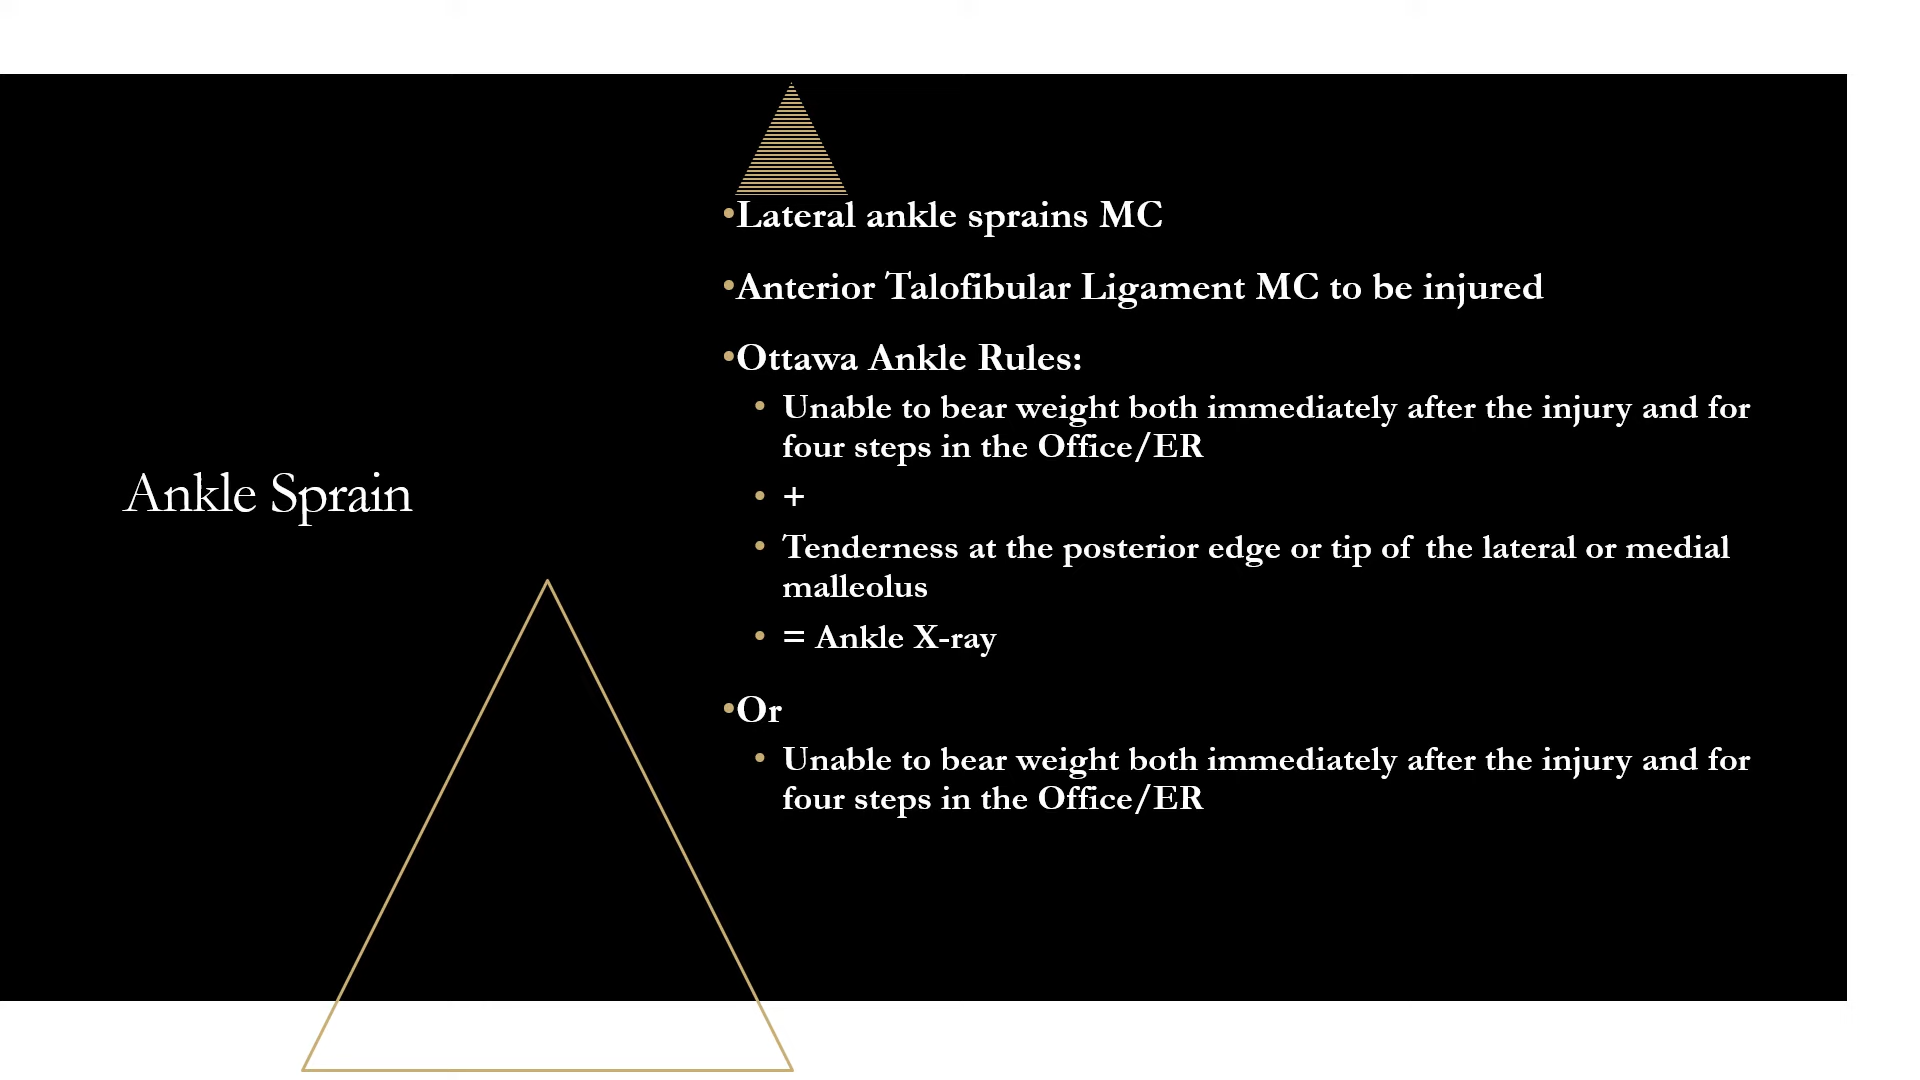 Ankle Sprain
•Lateral ankle sprains MC
•Anterior Talofibular Ligament MC to be injured
•Ottawa Ankle Rules:
• Unable to bear weight both immediately after the injury and for
four steps in the Office/ER
• +
• Tenderness at the posterior edge or tip of the lateral or medial
malleolus
• = Ankle X-ray
•Or
• Unable to bear weight both immediately after the injury and for
four steps in the Office/ER